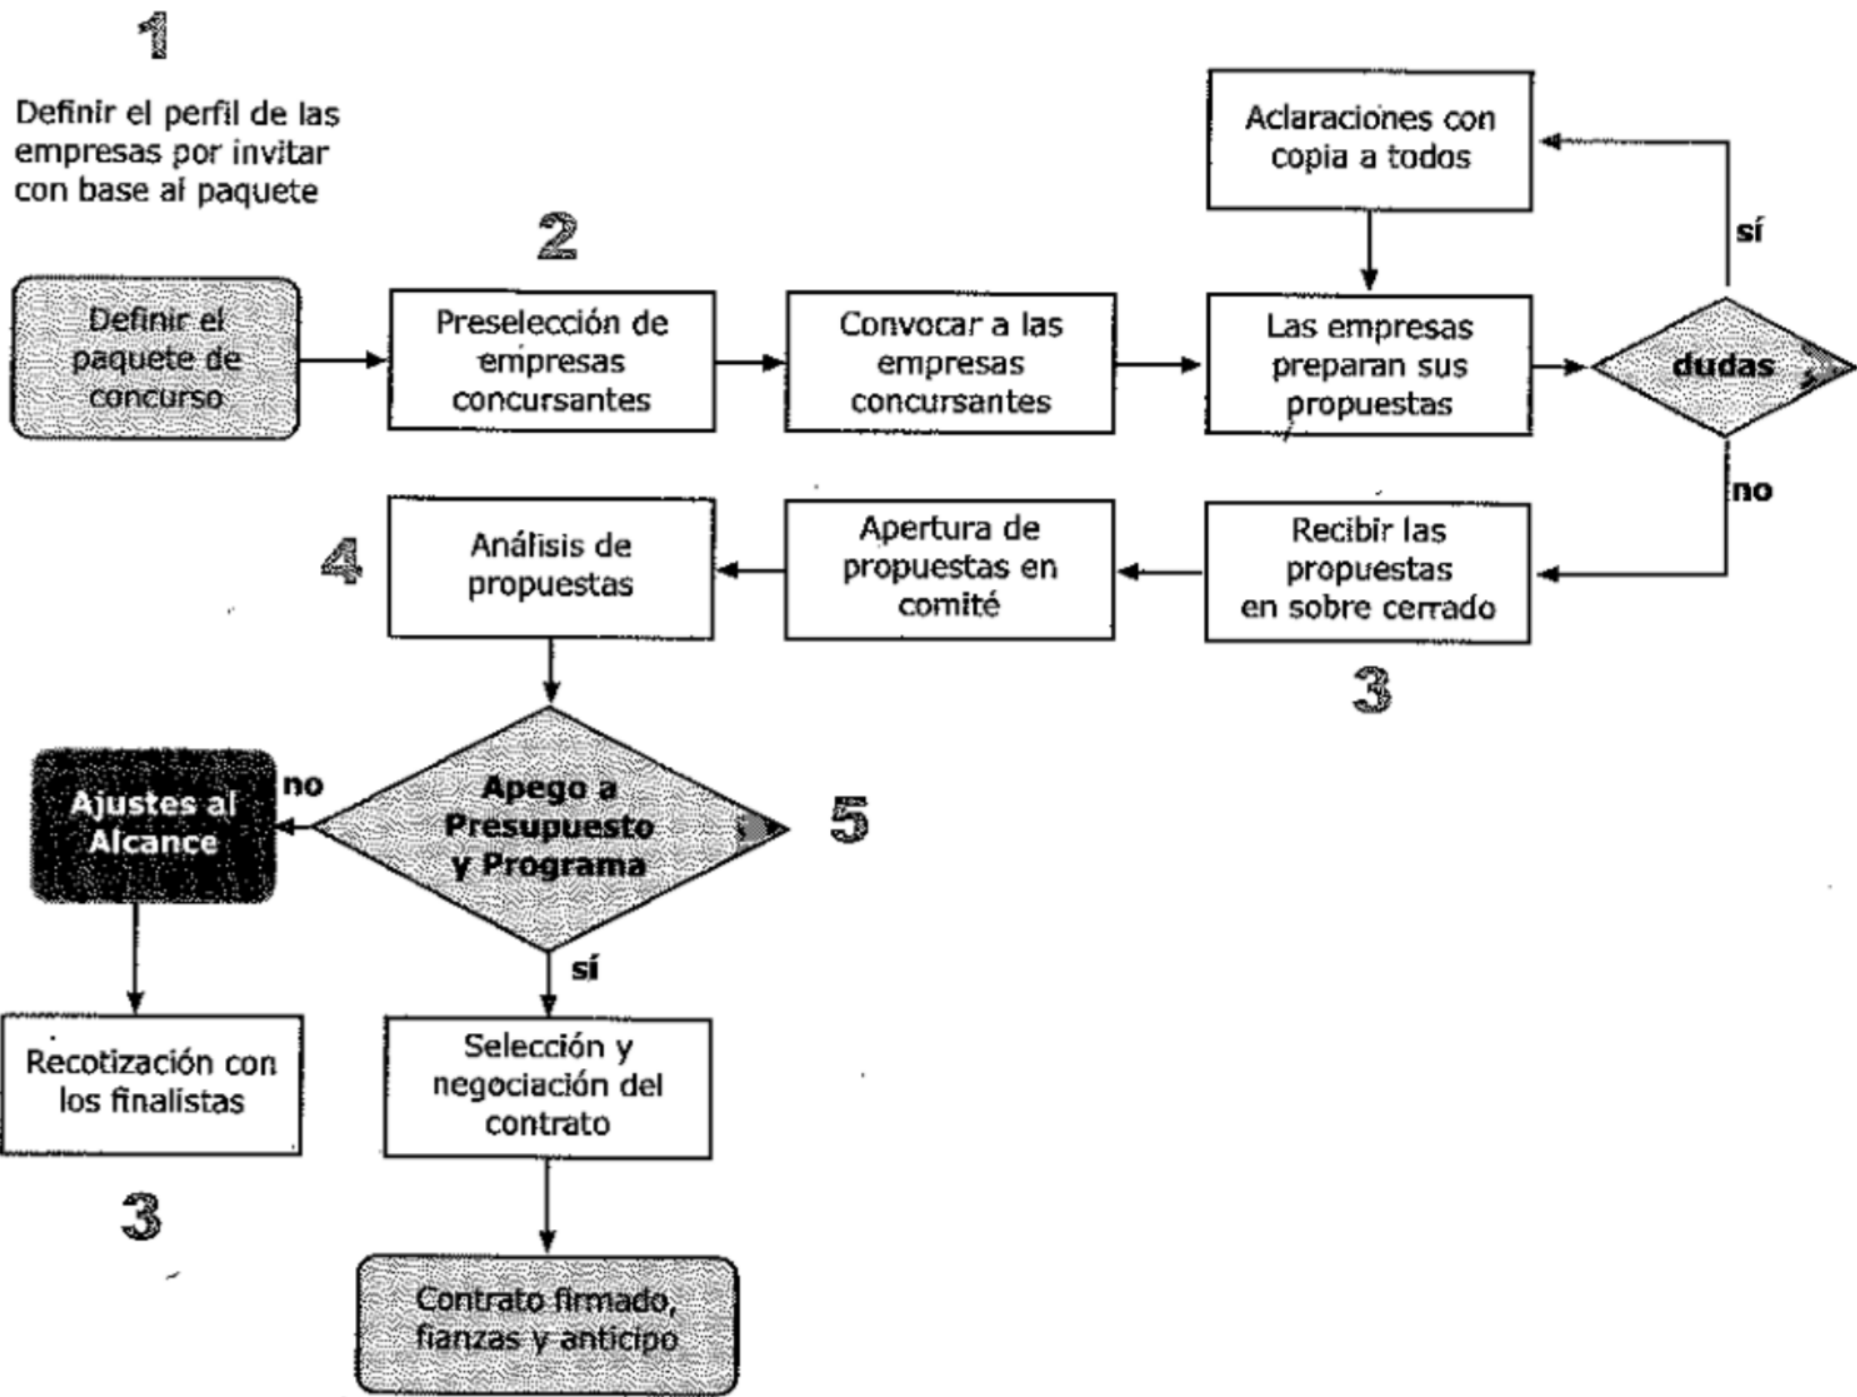 1
Definir el perfil de las
empresas por invitar
con base al paquete
Definir el
paquete de
concurso
2
Preselección de
empresas
concursantes
Convocar a las
empresas
concursantes
Aclaraciones con
copia a todos
Las empresas
preparan sus
propuestas
dudas
sí
no
Recibir las
propuestas
en sobre cerrado
3
Apertura de
propuestas en
comité
4
Análisis de
propuestas
Apego a
Presupuesto
y Programa
5
no
Ajustes al
Alcance
Recotización con
los finalistas
3
sí
Selección y
negociación del
contrato
Contrato firmado,
fianzas y anticipo